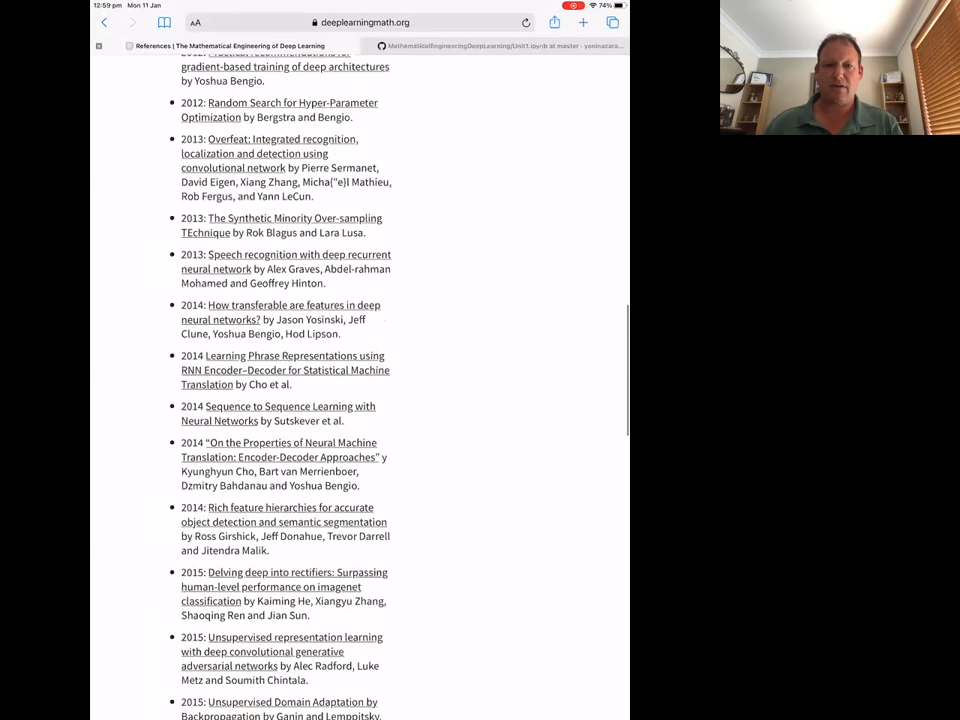 12:59 pm Mon 11 Jan
74%
AA
deeplearningmath.org
References | The Mathematical Engineering of Deep Learning
MathematicalEngineeringDeepLearning/Unit1.ipynb at master · yoninazara...
gradient-based training of deep architectures
by Yoshua Bengio.
2012: Random Search for Hyper-Parameter
Optimization by Bergstra and Bengio.
2013: Overfeat: Integrated recognition,
localization and detection using
convolutional network by Pierre Sermanet,
David Eigen, Xiang Zhang, Micha{"e}l Mathieu,
Rob Fergus, and Yann LeCun.
2013: The Synthetic Minority Over-sampling
TEchnique by Rok Blagus and Lara Lusa.
2013: Speech recognition with deep recurrent
neural network by Alex Graves, Abdel-rahman
Mohamed and Geoffrey Hinton.
2014: How transferable are features in deep
neural networks? by Jason Yosinski, Jeff
Clune, Yoshua Bengio, Hod Lipson.
2014 Learning Phrase Representations using
RNN Encoder–Decoder for Statistical Machine
Translation by Cho et al.
2014 Sequence to Sequence Learning with
Neural Networks by Sutskever et al.
2014 “On the Properties of Neural Machine
Translation: Encoder-Decoder Approaches” y
Kyunghyun Cho, Bart van Merrienboer,
Dzmitry Bahdanau and Yoshua Bengio.
2014: Rich feature hierarchies for accurate
object detection and semantic segmentation
by Ross Girshick, Jeff Donahue, Trevor Darrell
and Jitendra Malik.
2015: Delving deep into rectifiers: Surpassing
human-level performance on imagenet
classification by Kaiming He, Xiangyu Zhang,
Shaoqing Ren and Jian Sun.
2015: Unsupervised representation learning
with deep convolutional generative
adversarial networks by Alec Radford, Luke
Metz and Soumith Chintala.
2015: Unsupervised Domain Adaptation by
Backpropagation by Ganin and Lempitsky.